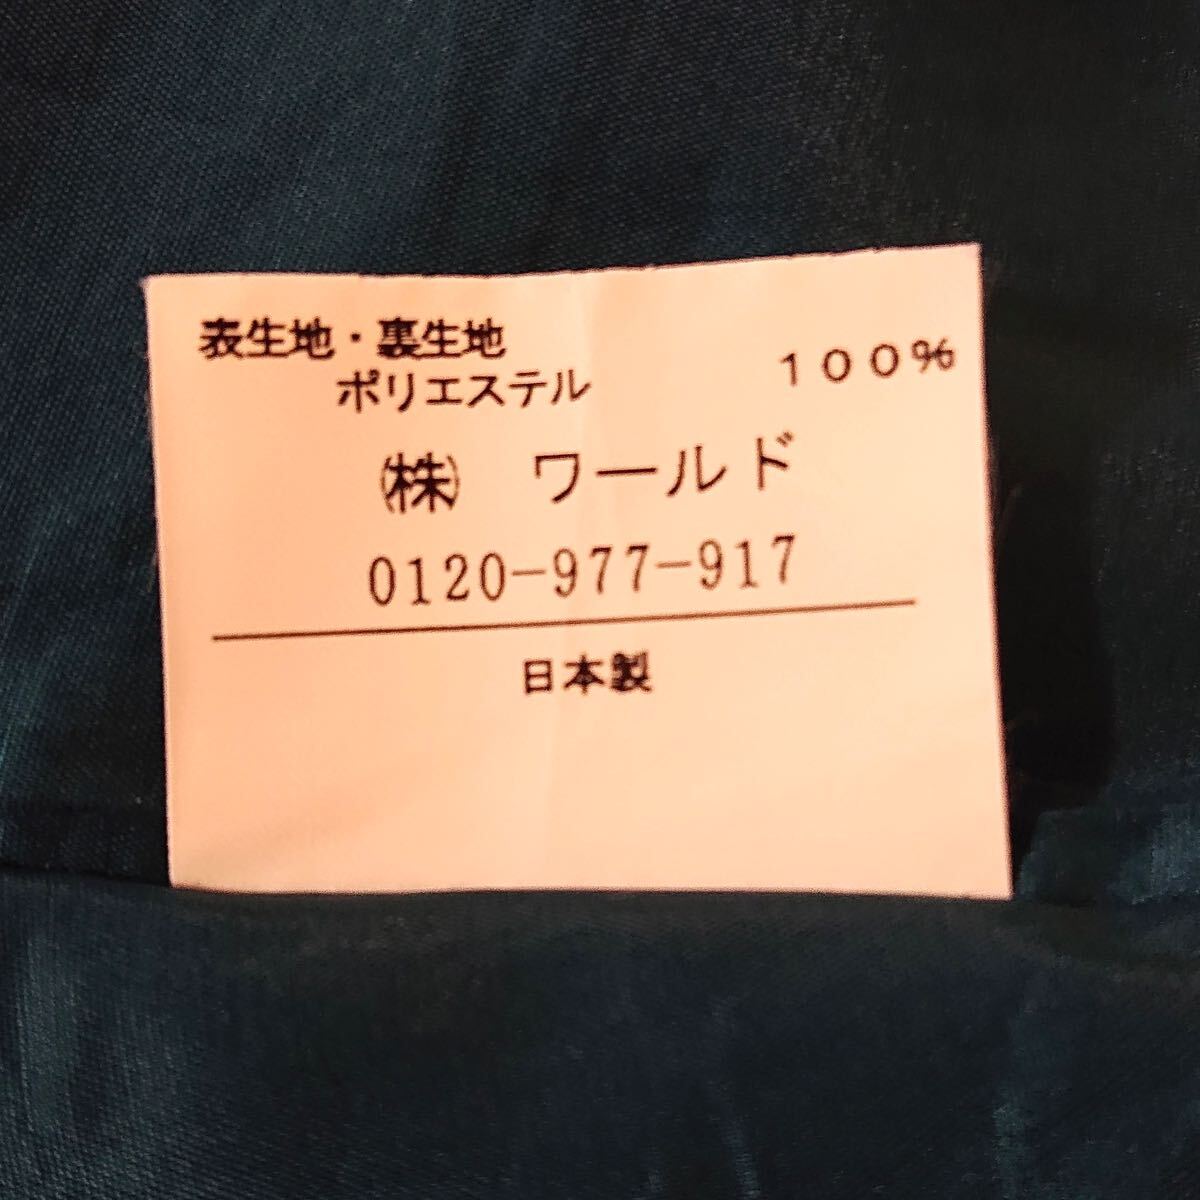 表生地・裏生地
ポリエステル 100%
㈱ ワールド
0120-977-917
日本製